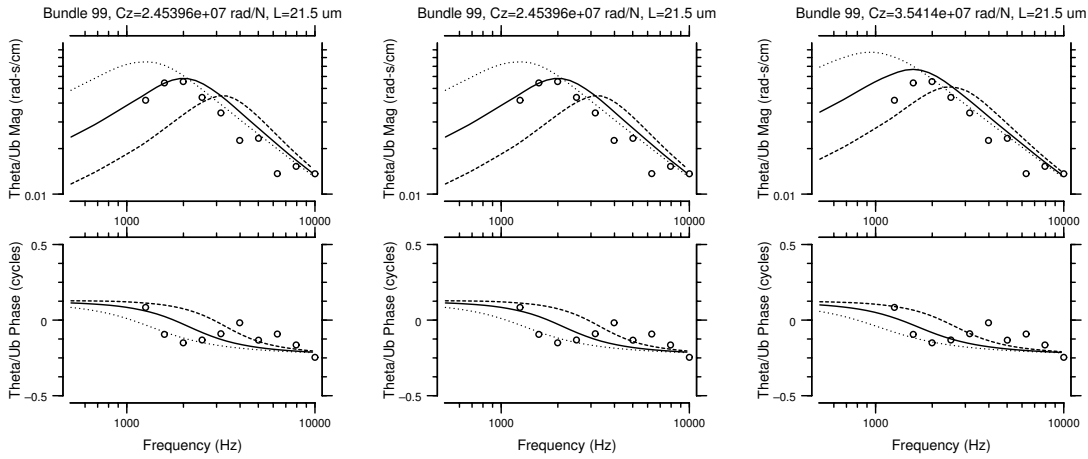 Bundle 99, Cz=2.45396e+07 rad/N, L=21.5 um
Theta/Ub Mag (rad-s/cm)
0.01
1000
10000
0.5
0
−0.5
Theta/Ub Phase (cycles)
1000
10000
Frequency (Hz)
Bundle 99, Cz=2.45396e+07 rad/N, L=21.5 um
Theta/Ub Mag (rad-s/cm)
0.01
1000
10000
0.5
0
−0.5
Theta/Ub Phase (cycles)
1000
10000
Frequency (Hz)
Bundle 99, Cz=3.5414e+07 rad/N, L=21.5 um
Theta/Ub Mag (rad-s/cm)
0.01
1000
10000
0.5
0
−0.5
Theta/Ub Phase (cycles)
1000
10000
Frequency (Hz)